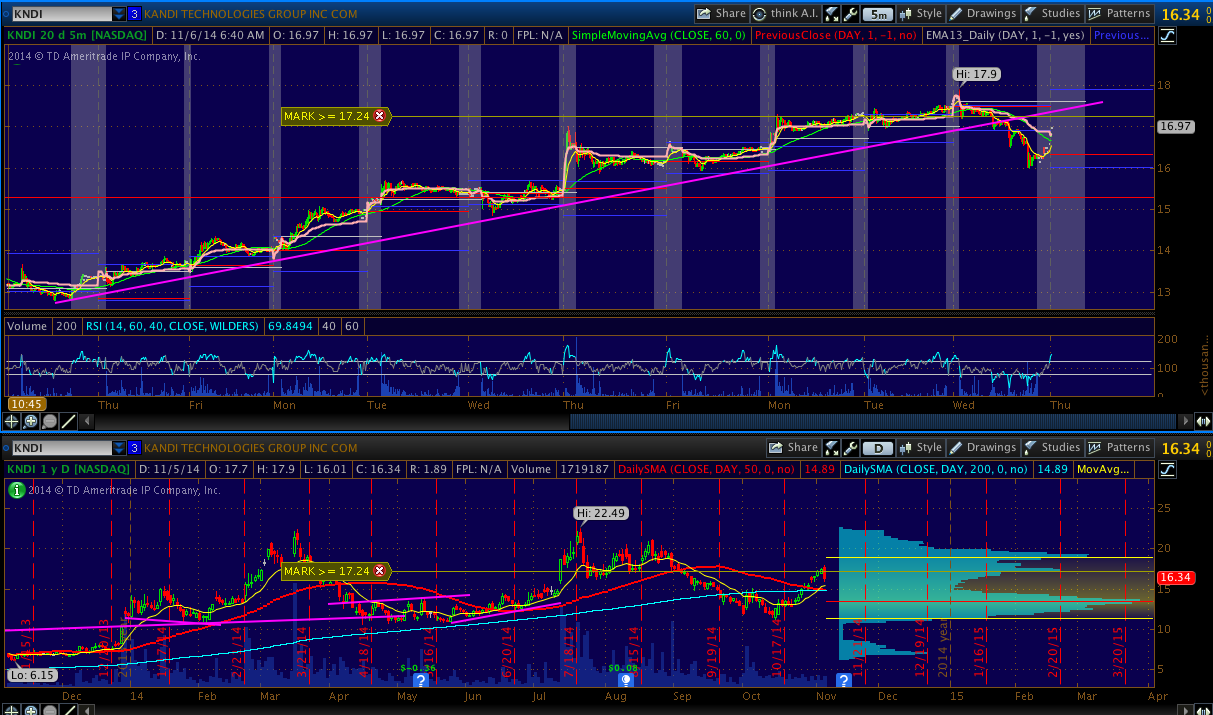 KNDI 3 KANDI TECHNOLOGIES GROUP INC COM Share think A.I. 5m Style Drawings Studies Patterns 16.34
KNDI 20 d 5m [NASDAQ] D: 11/6/14 6:40 AM O: 16.97 H: 16.97 L: 16.97 C: 16.97 R: 0 FPL: N/A SimpleMovingAvg (CLOSE, 60, 0) PreviousClose (DAY, 1, -1, no) EMA13_Daily (DAY, 1, -1, yes) Previous...
2014 © TD Ameritrade IP Company, Inc.
Hi: 17.9
18
MARK >= 17.24
16.97
16
15
14
13
Volume 200 RSI (14, 60, 40, CLOSE, WILDERS) 69.8494 40 60
200
100
0
<thousan...
10:45 Thu Fri Mon Tue Wed Thu Fri Mon Tue Wed Thu
KNDI 3 KANDI TECHNOLOGIES GROUP INC COM Share D Style Drawings Studies Patterns 16.34
KNDI 1 y D [NASDAQ] D: 11/5/14 O: 17.7 H: 17.9 L: 16.01 C: 16.34 R: 1.89 FPL: N/A Volume 1719187 DailySMA (CLOSE, DAY, 50, 0, no) 14.89 DailySMA (CLOSE, DAY, 200, 0, no) 14.89 MovAvg...
2014 © TD Ameritrade IP Company, Inc.
25
Hi: 22.49
20
MARK >= 17.24
16.34
15
10
2/21/14 3/21/14 4/18/14 6/20/14 7/18/14 9/19/14 10/17/14 12/19/14 2014 year 1/16/15 2/20/15 3/20/15
$-0.36 $0.08
Lo: 6.15
5
Dec 14 Feb Mar Apr May Jun Jul Aug Sep Oct Nov Dec 15 Feb Mar Apr